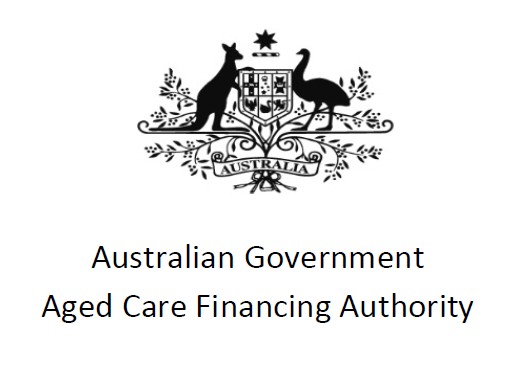 AUSTRALIA
Australian Government
Aged Care Financing Authority